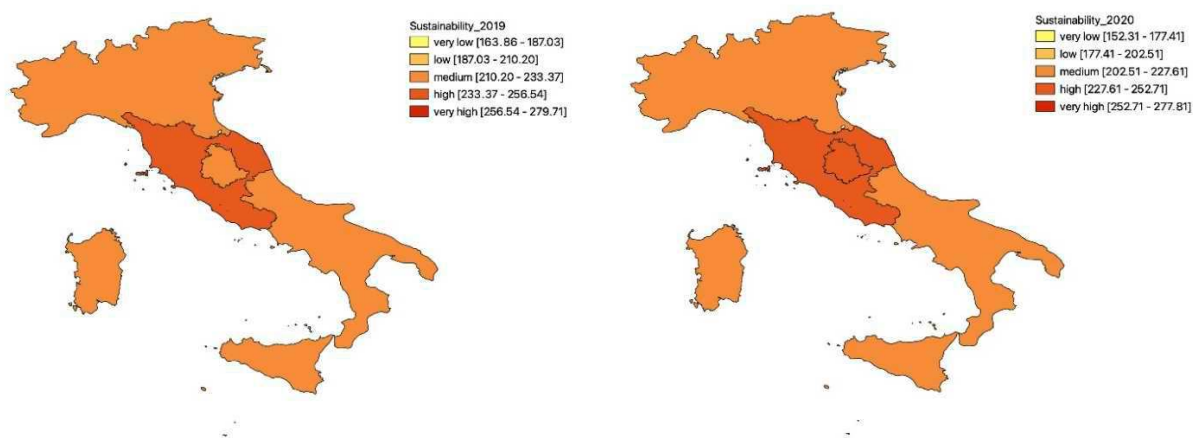 Sustainability_2019
very low [163.86 - 187.03]
low [187.03 - 210.20]
medium [210.20 - 233.37]
high [233.37 - 256.54]
very high [256.54 - 279.71]
Sustainability_2020
very low [152.31 - 177.41]
low [177.41 - 202.51]
medium [202.51 - 227.61]
high [227.61 - 252.71]
very high [252.71 - 277.81]